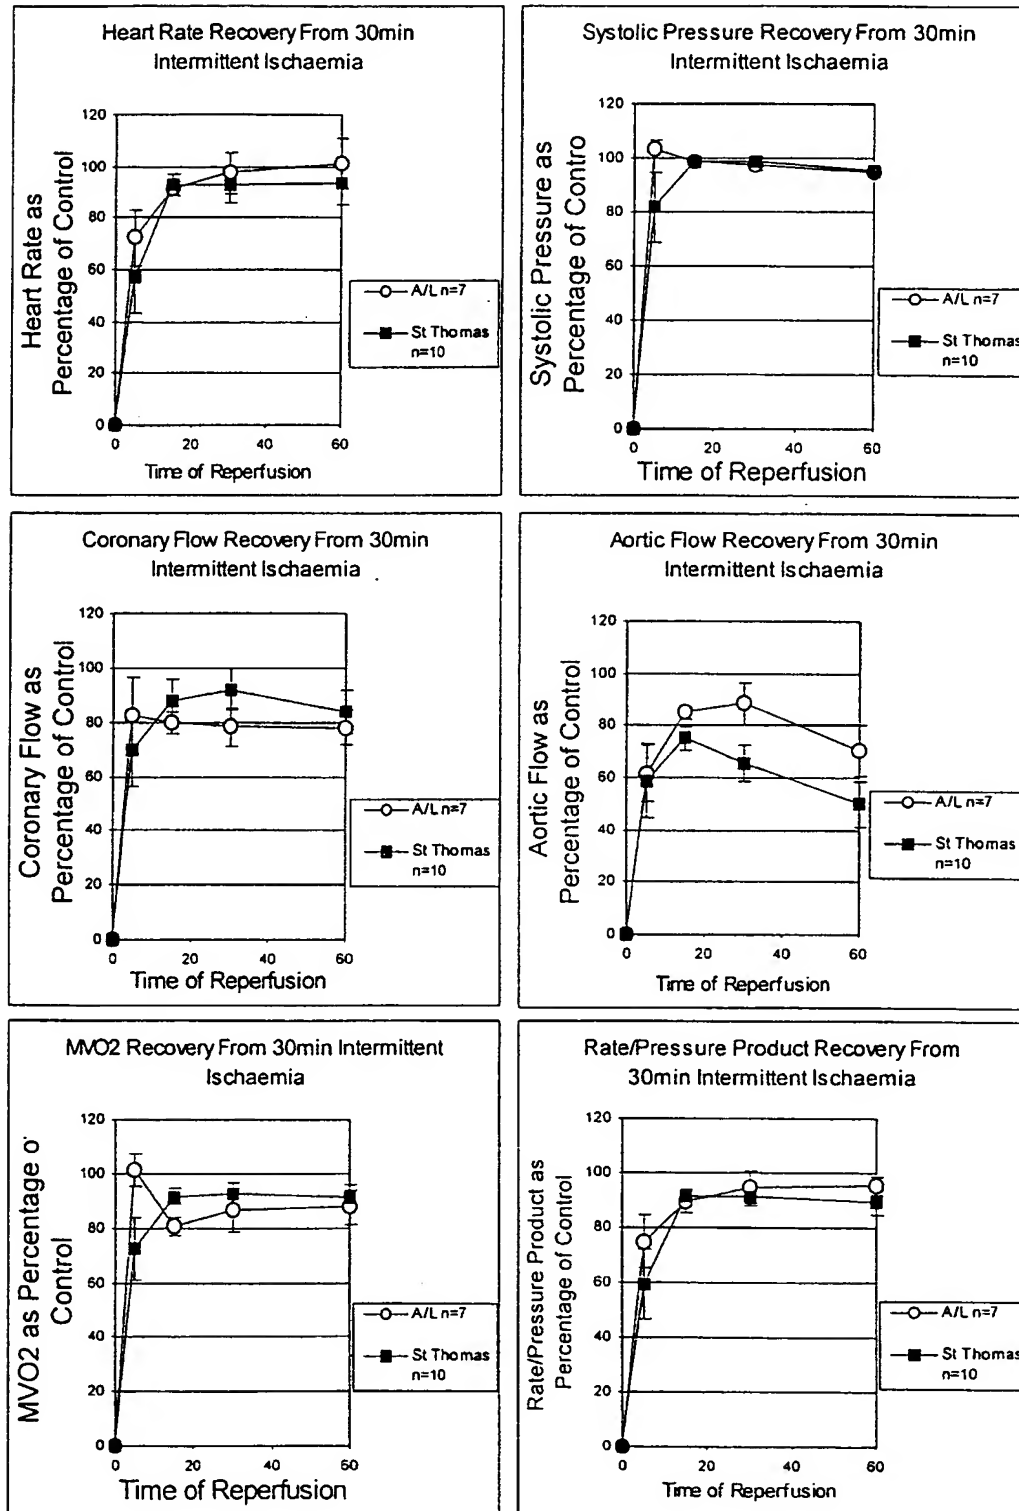 Heart Rate Recovery From 30min
Intermittent Ischaemia
Heart Rate as
Percentage of Control
120
100
80
60
40
20
0
0 20 40 60
Time of Reperfusion
A/L n=7
St Thomas
n=10
Systolic Pressure Recovery From 30min
Intermittent Ischaemia
Systolic Pressure as
Percentage of Contro
120
100
80
60
40
20
0
0 20 40 60
Time of Reperfusion
A/L n=7
St Thomas
n=10
Coronary Flow Recovery From 30min
Intermittent Ischaemia
Coronary Flow as
Percentage of Control
120
100
80
60
40
20
0
0 20 40 60
Time of Reperfusion
A/L n=7
St Thomas
n=10
Aortic Flow Recovery From 30min
Intermittent Ischaemia
Aortic Flow as
Percentage of Control
120
100
80
60
40
20
0
0 20 40 60
Time of Reperfusion
A/L n=7
St Thomas
n=10
MVO2 Recovery From 30min Intermittent
Ischaemia
MVO2 as Percentage o
Control
120
100
80
60
40
20
0
0 20 40 60
Time of Reperfusion
A/L n=7
St Thomas
n=10
Rate/Pressure Product Recovery From
30min Intermittent Ischaemia
Rate/Pressure Product as
Percentage of Control
120
100
80
60
40
20
0
0 20 40 60
Time of Reperfusion
A/L n=7
St Thomas
n=10